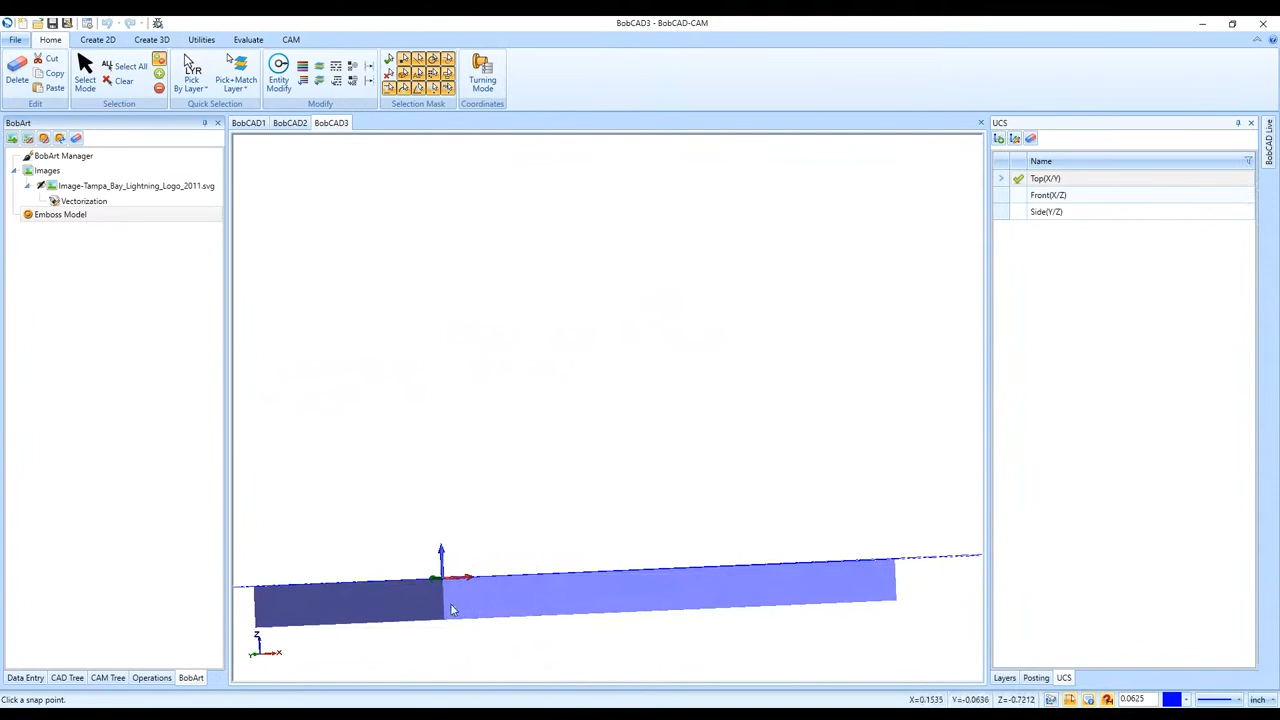 BobCAD3 - BobCAD-CAM
File Home Create 2D Create 3D Utilities Evaluate CAM
Delete Cut Copy Paste
Edit
Select Mode Select All Clear
Selection
LYR
Pick By Layer Pick+Match Layer
Quick Selection
Entity Modify
Modify
Selection Mask
Turning Mode
Coordinates
BobArt
BobArt Manager
Images
Image-Tampa_Bay_Lightning_Logo_2011.svg
Vectorization
Emboss Model
BobCAD1 BobCAD2 BobCAD3
Z
Y X
UCS
Name
Top(X/Y)
Front(X/Z)
Side(Y/Z)
BobCAD Live
Data Entry CAD Tree CAM Tree Operations BobArt
Layers Posting UCS
Click a snap point.
X=0.1535 Y=-0.0636 Z=-0.7212 0.0625 inch